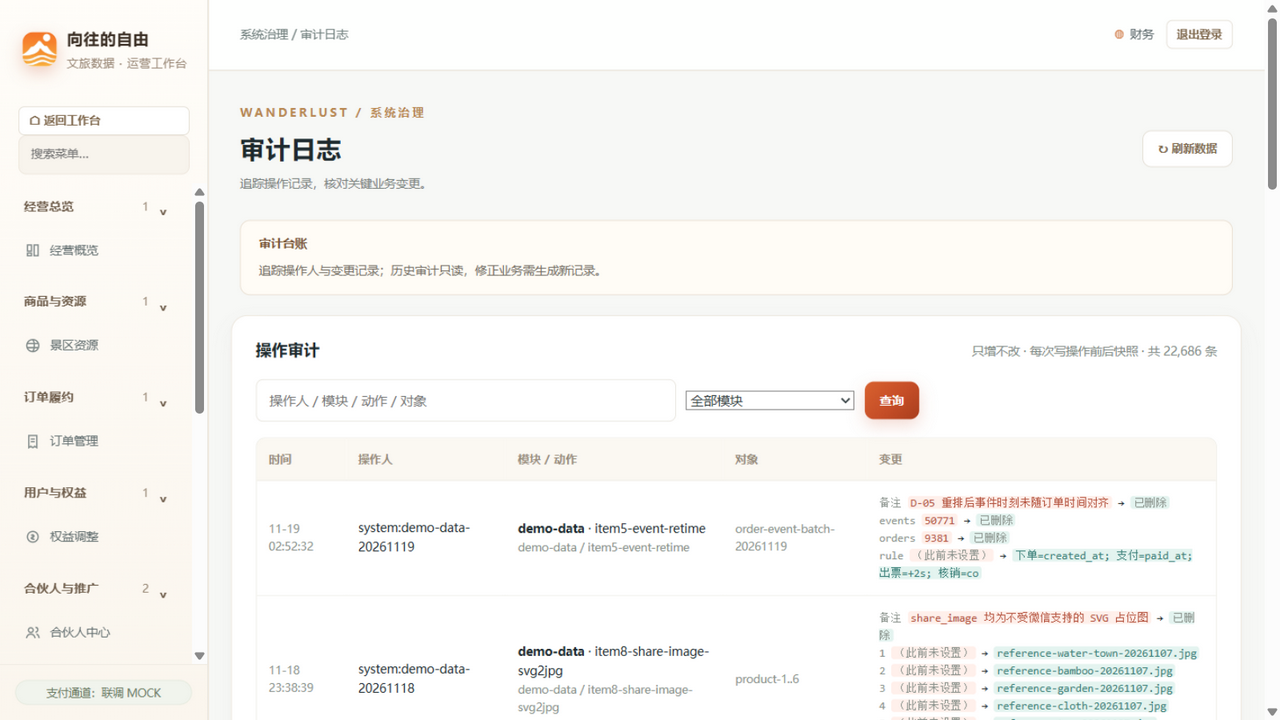 向往的自由
文旅数据 · 运营工作台
返回工作台
搜索菜单...
经营总览 1
经营概览
商品与资源 1
景区资源
订单履约 1
订单管理
用户与权益 1
权益调整
合伙人与推广 2
合伙人中心
支付通道：联调 MOCK
系统治理 / 审计日志
财务
退出登录
WANDERLUST / 系统治理
审计日志
追踪操作记录，核对关键业务变更。
↻ 刷新数据
审计台账
追踪操作人与变更记录；历史审计只读，修正业务需生成新记录。
操作审计
只增不改 · 每次写操作前后快照 · 共 22,686 条
操作人 / 模块 / 动作 / 对象
全部模块
查询
时间 操作人 模块 / 动作 对象 变更
11-19
02:52:32
system:demo-data-
20261119
demo-data · item5-event-retime
demo-data / item5-event-retime
order-event-batch-
20261119
备注 D-05 重排后事件时刻未随订单时间对齐 → 已删除
events 50771 → 已删除
orders 9381 → 已删除
rule （此前未设置） → 下单=created_at; 支付=paid_at;
出票=+2s; 核销=co
11-18
23:38:39
system:demo-data-
20261118
demo-data · item8-share-image-
svg2jpg
demo-data / item8-share-image-
svg2jpg
product-1..6
备注 share_image 均为不受微信支持的 SVG 占位图 → 已删
除
1 （此前未设置） → reference-water-town-20261107.jpg
2 （此前未设置） → reference-bamboo-20261107.jpg
3 （此前未设置） → reference-garden-20261107.jpg
4 （此前未设置） → reference-cloth-20261107.jpg